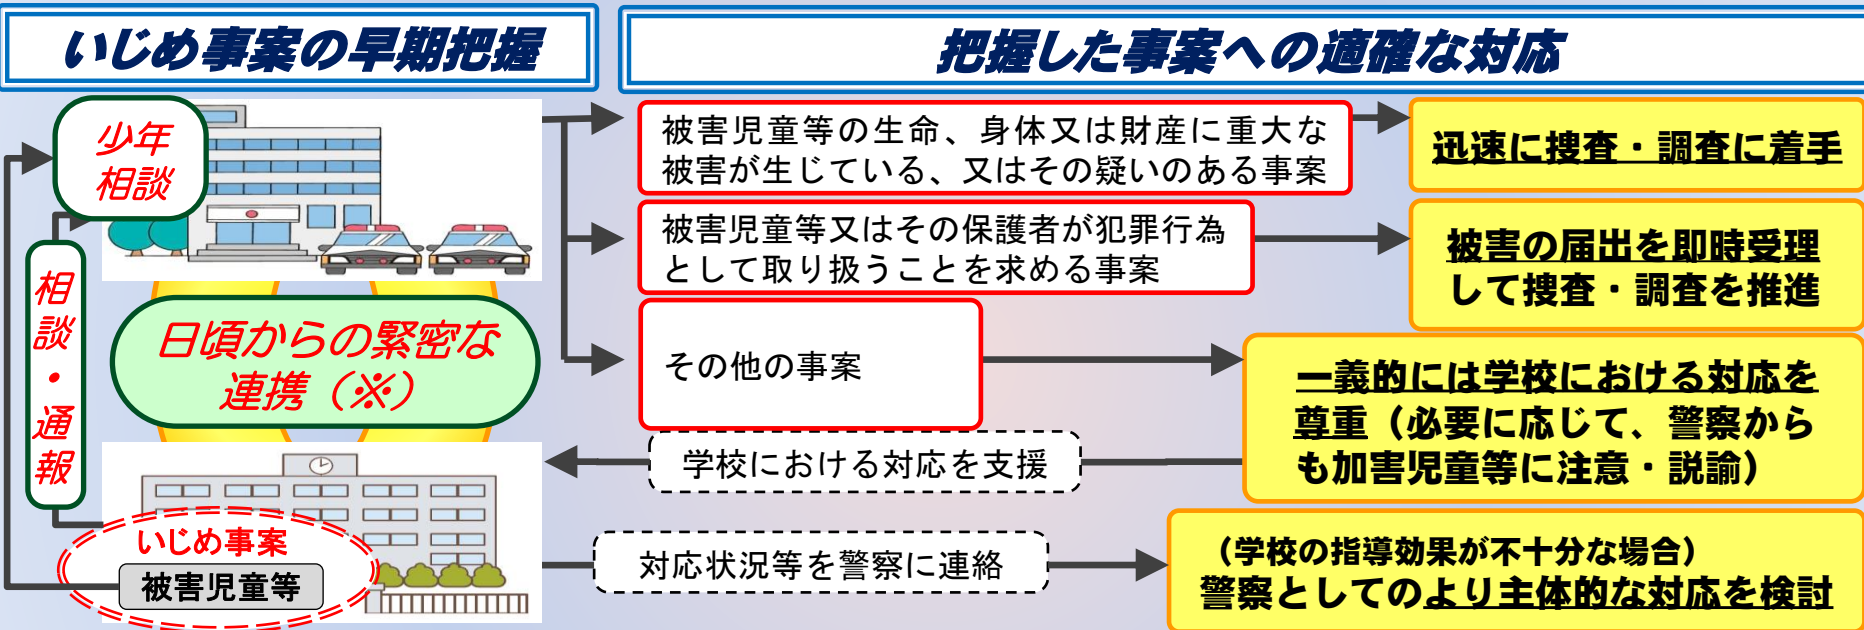 いじめ事案の早期把握
把握した事案への適確な対応
少年
相談
相談・通報
日頃からの緊密な
連携（※）
いじめ事案
被害児童等
被害児童等の生命、身体又は財産に重大な
被害が生じている、又はその疑いのある事案
迅速に捜査・調査に着手
被害児童等又はその保護者が犯罪行為
として取り扱うことを求める事案
被害の届出を即時受理
して捜査・調査を推進
その他の事案
一義的には学校における対応を
尊重（必要に応じて、警察から
も加害児童等に注意・説諭）
学校における対応を支援
対応状況等を警察に連絡
（学校の指導効果が不十分な場合）
警察としてのより主体的な対応を検討